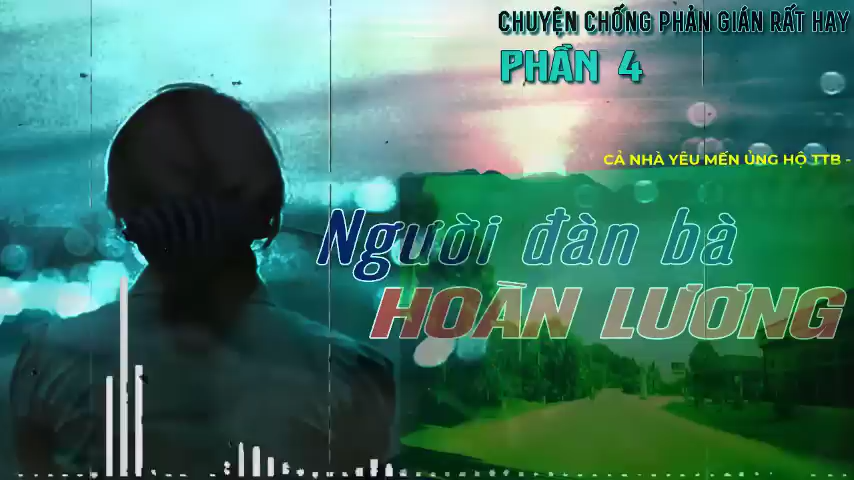 CHUYỆN CHỐNG PHẢN GIÁN RẤT HAY
PHẦN 4
CẢ NHÀ YÊU MẾN ỦNG HỘ TTB -
Người đàn bà
HOÀN LƯƠNG